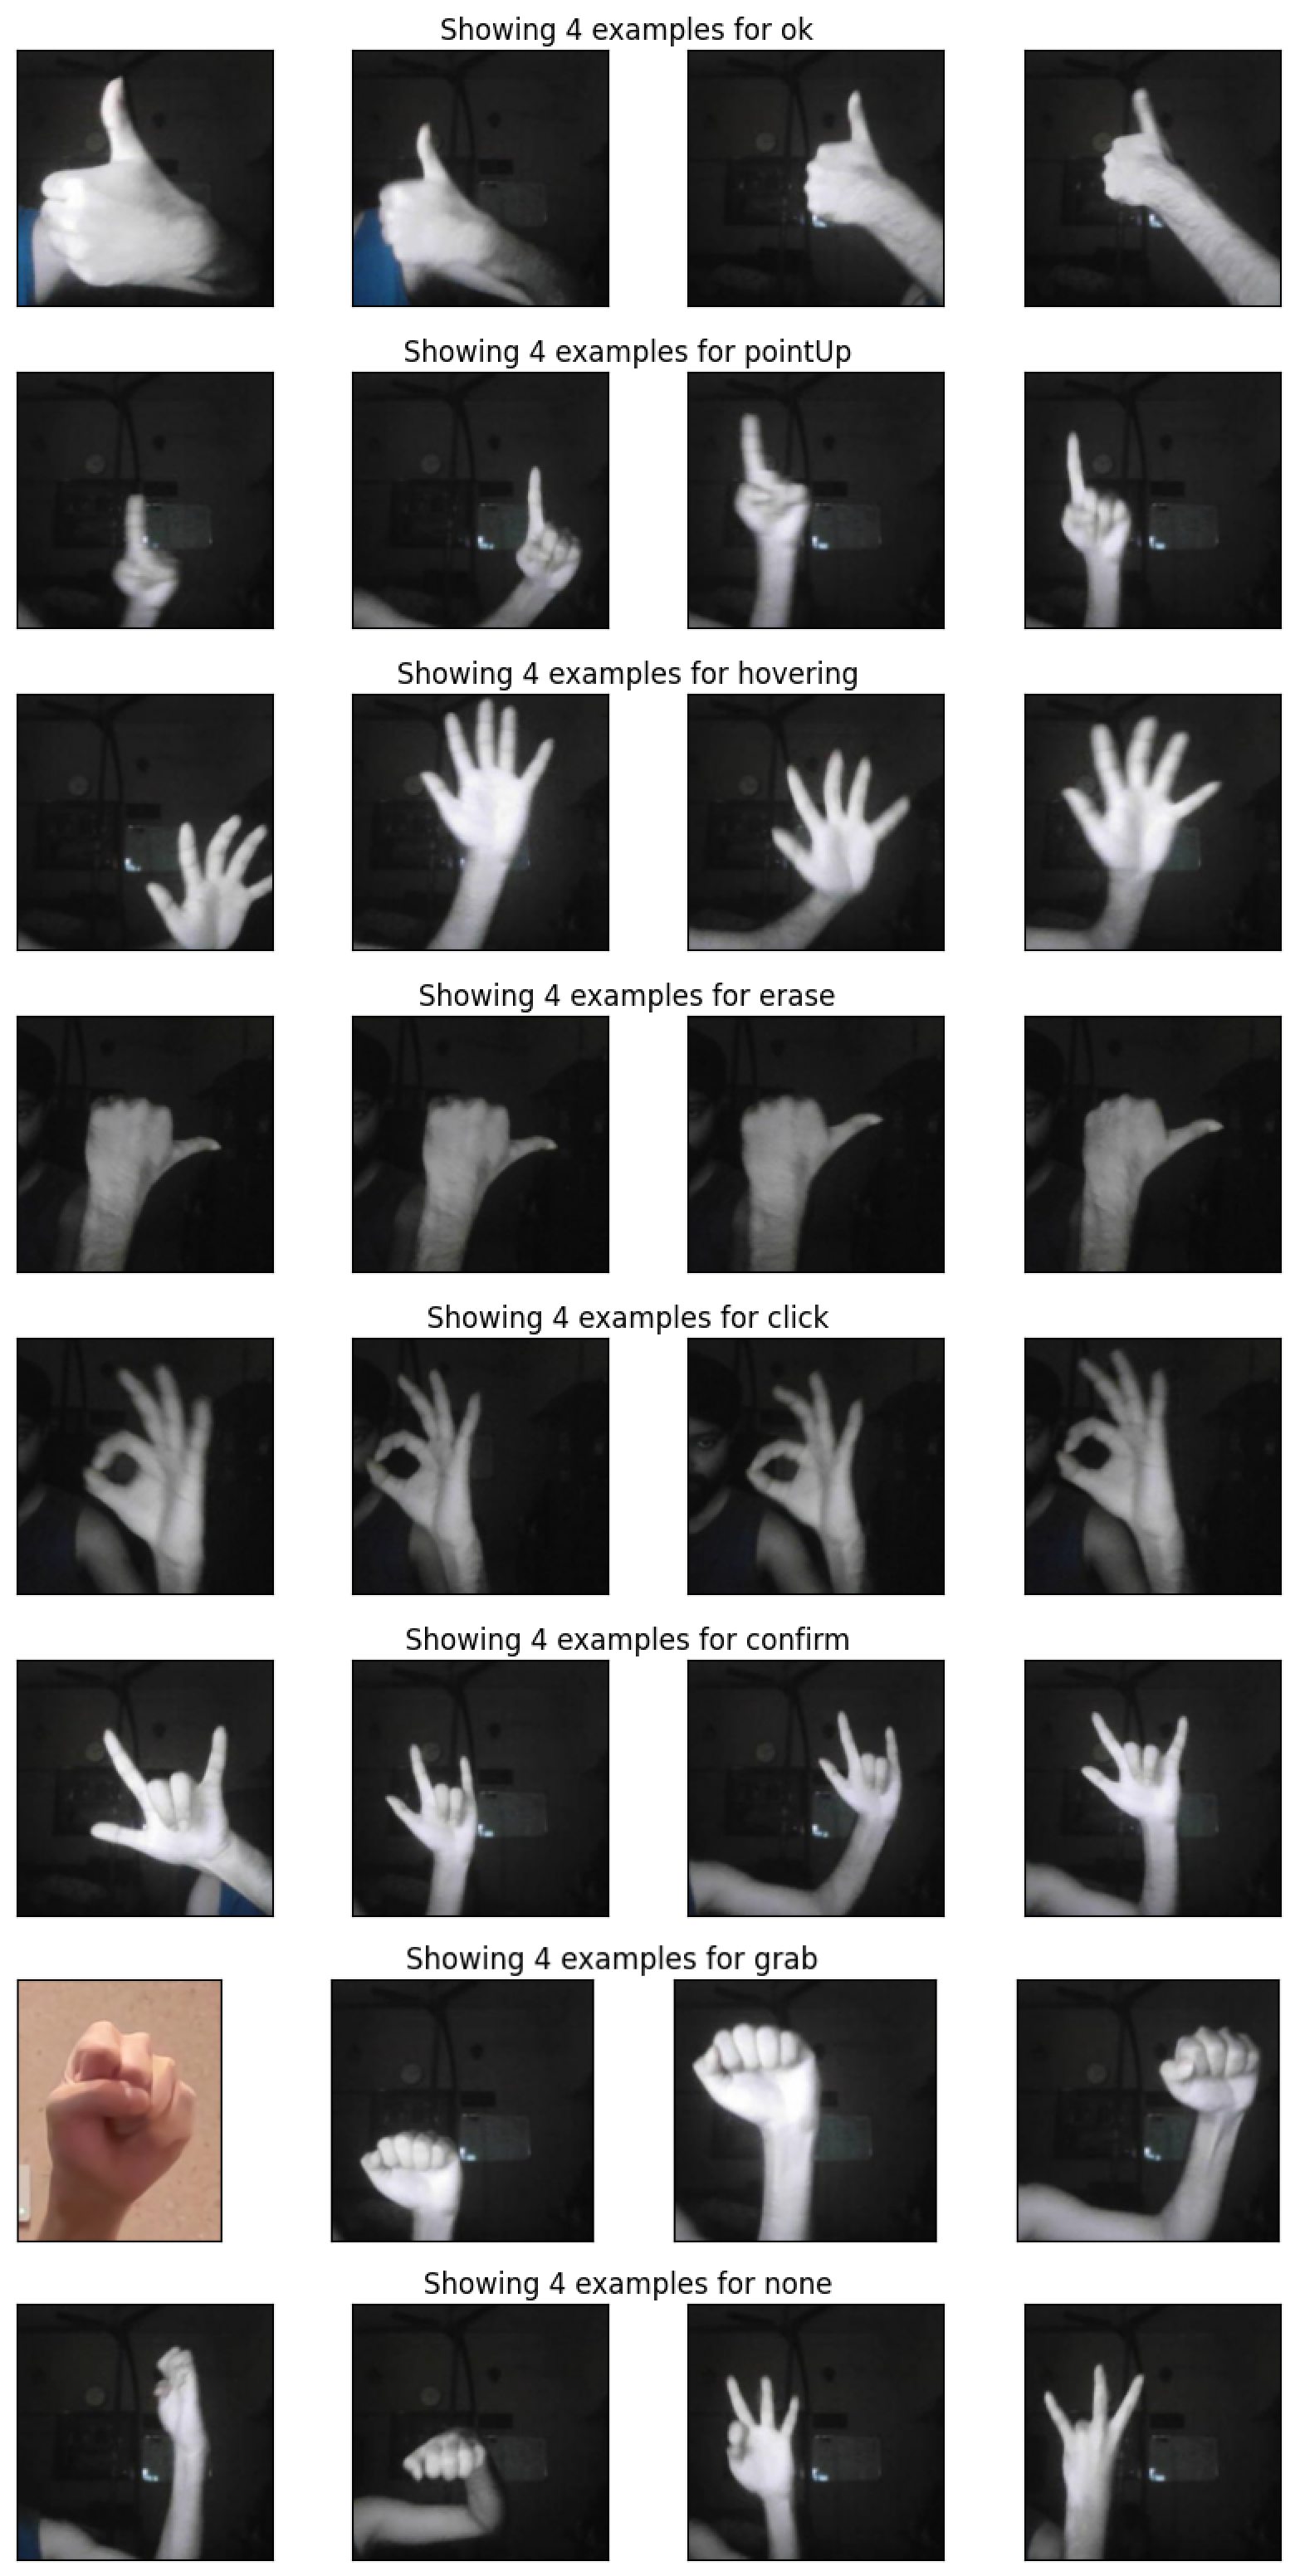 Showing 4 examples for ok
Showing 4 examples for pointUp
Showing 4 examples for hovering
Showing 4 examples for erase
Showing 4 examples for click
Showing 4 examples for confirm
Showing 4 examples for grab
Showing 4 examples for none